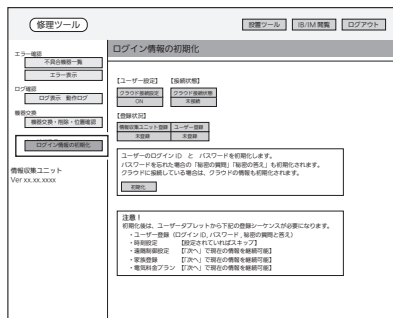 修理ツール
設置ツール
IB/IM 閲覧
ログアウト
エラー確認
不具合機器一覧
エラー表示
ログ確認
ログ表示 動作ログ
機器交換
機器交換・削除・位置確認
ログイン情報の初期化
情報収集ユニット
Ver xx.xx.xxxx
ログイン情報の初期化
【ユーザー設定】 【接続状態】
クラウド接続設定 クラウド接続状態
ON 未接続
【登録状況】
情報収集ユニット登録 ユーザー登録
未登録 未登録
ユーザーのログイン ID と パスワードを初期化します。
パスワードを忘れた場合の「秘密の質問」「答え」も初期化されます。
クラウドに接続している場合は、クラウドの情報も初期化されます。
初期化
注意!
初期化後は、ユーザータブレットから下記の登録シーケンスが必要になります。
・ユーザー登録(ログイン ID, パスワード, 秘密の質問と答え)
・時刻設定 【設定されていればスキップ】
・遠隔制御設定 【「次へ」で現在の情報を継続可能】
・家族登録 【「次へ」で現在の情報を継続可能】
・電気料金プラン 【「次へ」で現在の情報を継続可能】